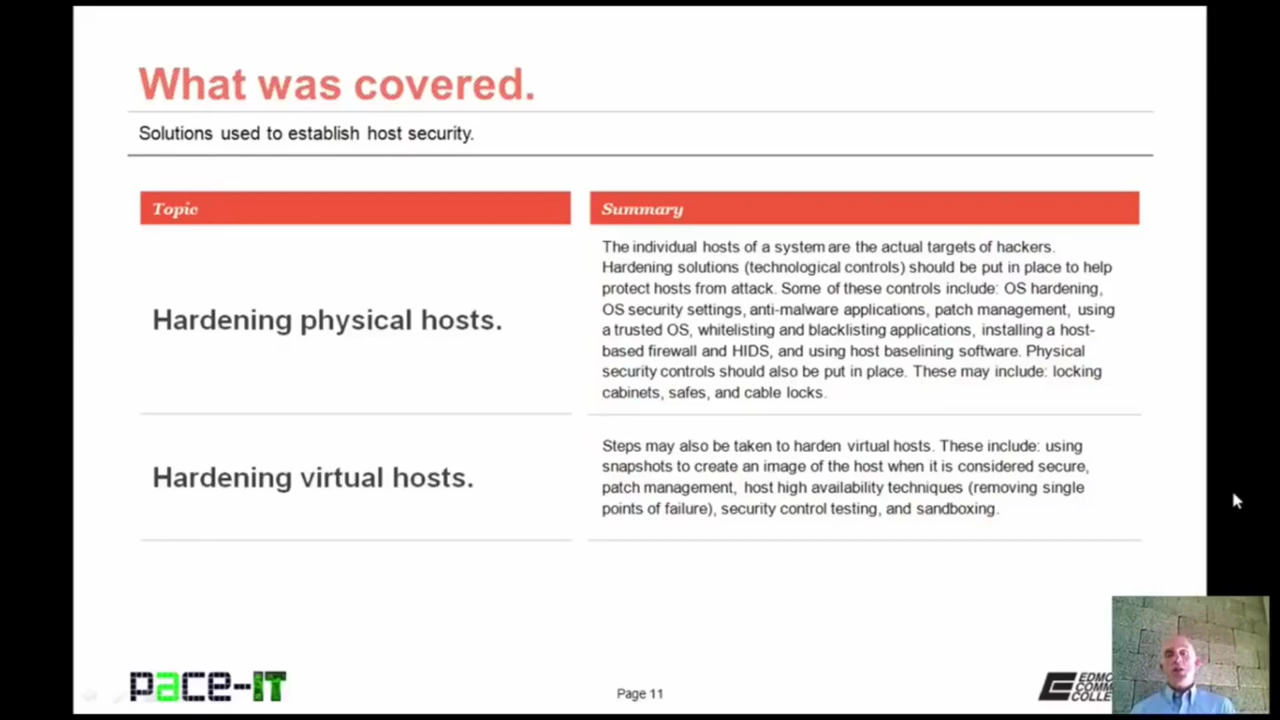 What was covered.
Solutions used to establish host security.
Topic
Summary
Hardening physical hosts.
The individual hosts of a system are the actual targets of hackers.
Hardening solutions (technological controls) should be put in place to help
protect hosts from attack. Some of these controls include: OS hardening,
OS security settings, anti-malware applications, patch management, using
a trusted OS, whitelisting and blacklisting applications, installing a host-
based firewall and HIDS, and using host baselining software. Physical
security controls should also be put in place. These may include: locking
cabinets, safes, and cable locks.
Hardening virtual hosts.
Steps may also be taken to harden virtual hosts. These include: using
snapshots to create an image of the host when it is considered secure,
patch management, host high availability techniques (removing single
points of failure), security control testing, and sandboxing.
pace-IT
Page 11